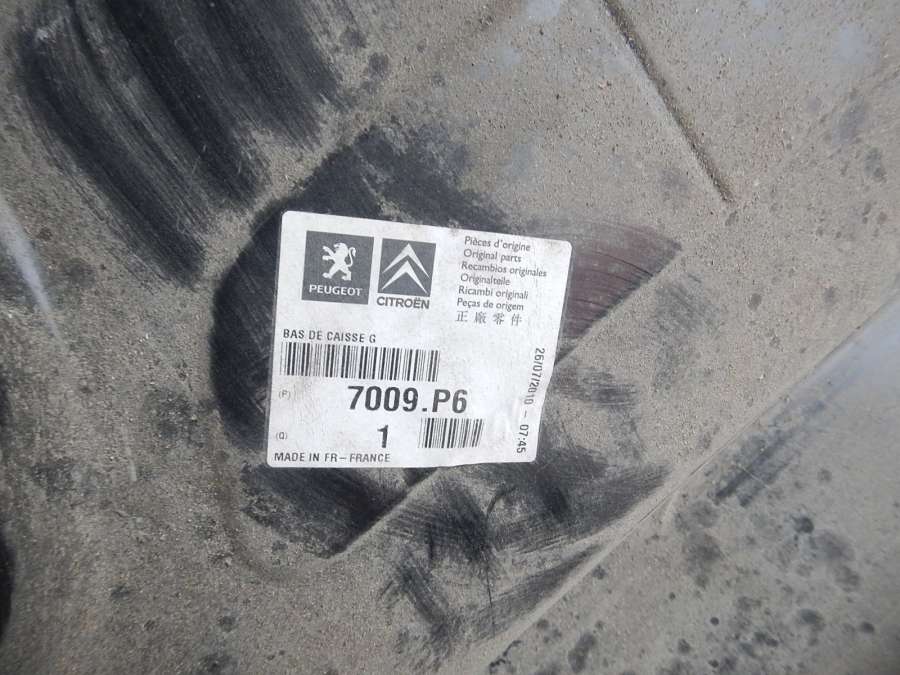 PEUGEOT
CITROËN
Pièces d'origine
Original parts
Recambios originales
Originalteile
Ricambi originali
Peças de origem
正廠零件
BAS DE CAISSE G
(P) 7009.P6
(Q) 1
MADE IN FR-FRANCE
26/07/2010 - 07:45